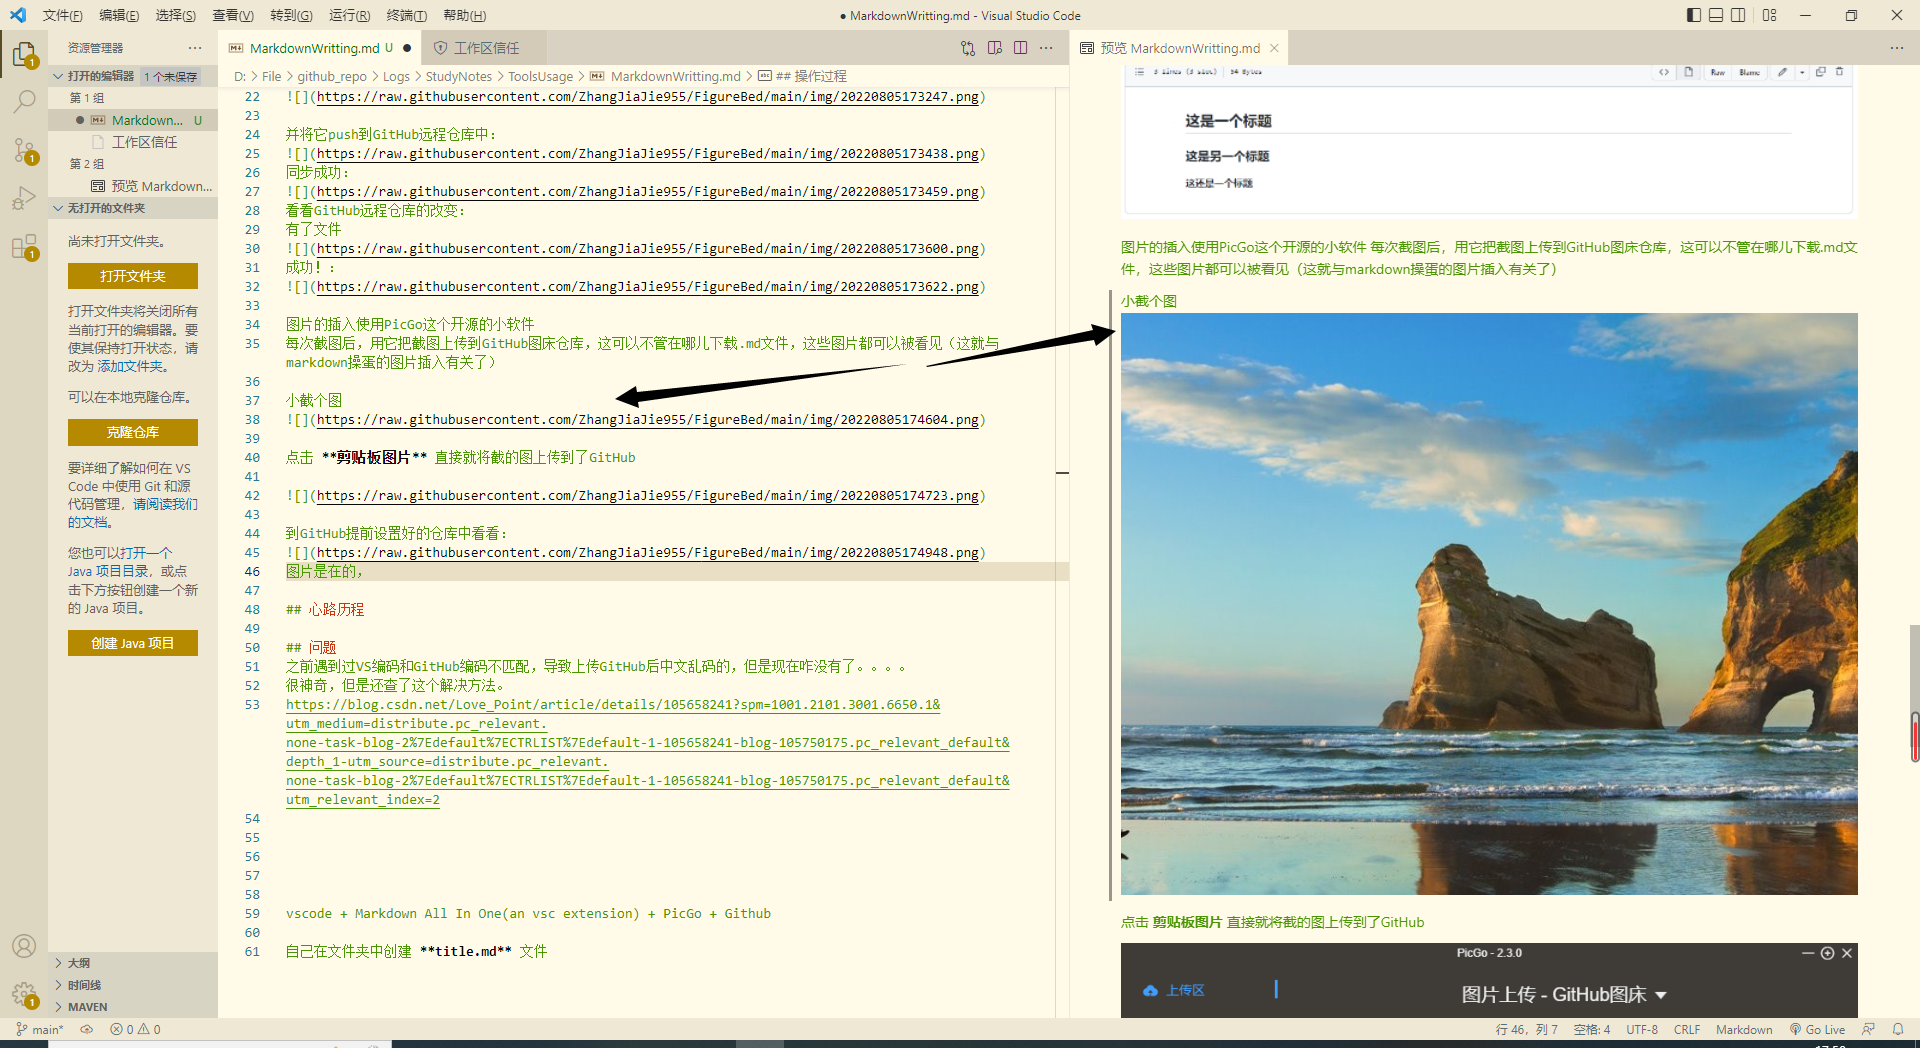 文件(F) 编辑(E) 选择(S) 查看(V) 转到(G) 运行(R) 终端(T) 帮助(H)
● MarkdownWritting.md - Visual Studio Code
资源管理器
打开的编辑器 1 个未保存
第 1 组
Markdown... U
工作区信任
第 2 组
预览 Markdown...
无打开的文件夹
尚未打开文件夹。
打开文件夹
打开文件夹将关闭所有
当前打开的编辑器。要
使其保持打开状态，请
改为 添加文件夹。
可以在本地克隆仓库。
克隆仓库
要详细了解如何在 VS
Code 中使用 Git 和源
代码管理，请阅读我们
的文档。
您也可以打开一个
Java 项目目录，或点
击下方按钮创建一个新
的 Java 项目。
创建 Java 项目
大纲
时间线
MAVEN
MarkdownWritting.md U ●
工作区信任
D: > File > github_repo > Logs > StudyNotes > ToolsUsage > MarkdownWritting.md > ## 操作过程
22 ![](https://raw.githubusercontent.com/ZhangJiaJie955/FigureBed/main/img/20220805173247.png)
23
24 并将它push到GitHub远程仓库中：
25 ![](https://raw.githubusercontent.com/ZhangJiaJie955/FigureBed/main/img/20220805173438.png)
26 同步成功：
27 ![](https://raw.githubusercontent.com/ZhangJiaJie955/FigureBed/main/img/20220805173459.png)
28 看看GitHub远程仓库的改变：
29 有了文件
30 ![](https://raw.githubusercontent.com/ZhangJiaJie955/FigureBed/main/img/20220805173600.png)
31 成功！：
32 ![](https://raw.githubusercontent.com/ZhangJiaJie955/FigureBed/main/img/20220805173622.png)
33
34 图片的插入使用PicGo这个开源的小软件
35 每次截图后，用它把截图上传到GitHub图床仓库，这可以不管在哪儿下载.md文件，这些图片都可以被看见（这就与
markdown操蛋的图片插入有关了）
36
37 小截个图
38 ![](https://raw.githubusercontent.com/ZhangJiaJie955/FigureBed/main/img/20220805174604.png)
39
40 点击 **剪贴板图片** 直接就将截的图上传到了GitHub
41
42 ![](https://raw.githubusercontent.com/ZhangJiaJie955/FigureBed/main/img/20220805174723.png)
43
44 到GitHub提前设置好的仓库中看看：
45 ![](https://raw.githubusercontent.com/ZhangJiaJie955/FigureBed/main/img/20220805174948.png)
46 图片是在的，
47
48 ## 心路历程
49
50 ## 问题
51 之前遇到过VS编码和GitHub编码不匹配，导致上传GitHub后中文乱码的，但是现在咋没有了。。。。
52 很神奇，但是还查了这个解决方法。
53 https://blog.csdn.net/Love_Point/article/details/105658241?spm=1001.2101.3001.6650.1&
utm_medium=distribute.pc_relevant.
none-task-blog-2%7Edefault%7ECTRLIST%7Edefault-1-105658241-blog-105750175.pc_relevant_default&
depth_1-utm_source=distribute.pc_relevant.
none-task-blog-2%7Edefault%7ECTRLIST%7Edefault-1-105658241-blog-105750175.pc_relevant_default&
utm_relevant_index=2
54
55
56
57
58
59 vscode + Markdown All In One(an vsc extension) + PicGo + Github
60
61 自己在文件夹中创建 **title.md** 文件
预览 MarkdownWritting.md
Raw Blame
这是一个标题
这是另一个标题
这还是一个标题
图片的插入使用PicGo这个开源的小软件 每次截图后，用它把截图上传到GitHub图床仓库，这可以不管在哪儿下载.md文
件，这些图片都可以被看见（这就与markdown操蛋的图片插入有关了）
小截个图
点击 剪贴板图片 直接就将截的图上传到了GitHub
PicGo - 2.3.0
上传区
图片上传 - GitHub图床
main* 0 0
行 46，列 7 空格: 4 UTF-8 CRLF Markdown Go Live